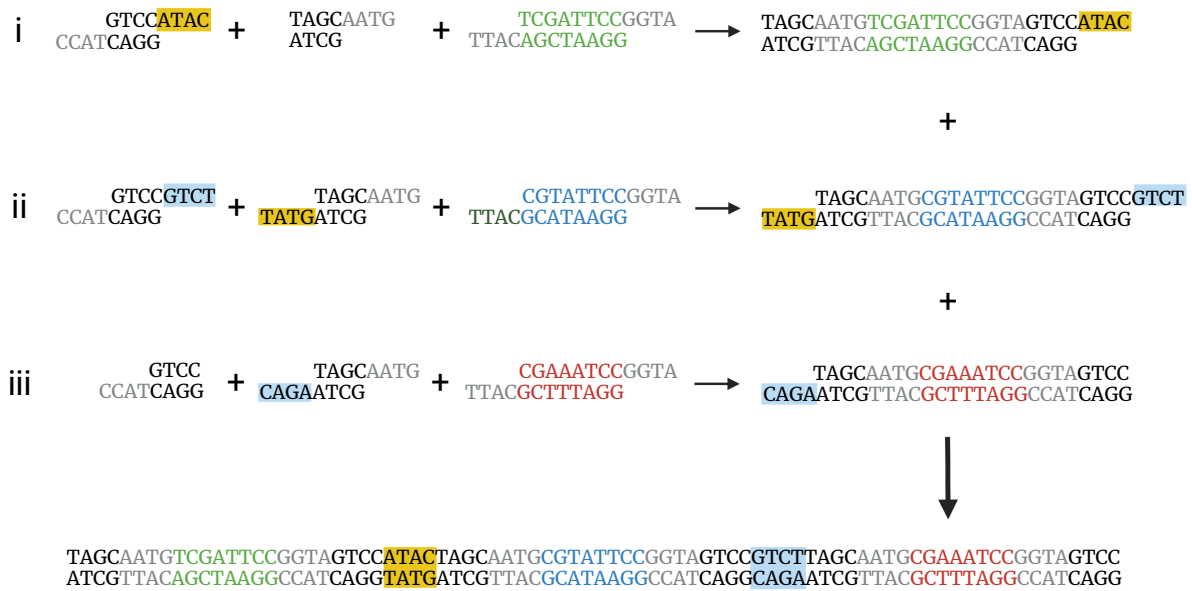 i GTCCATAC + TAGCAATG + TCGATTCCGGTA TAGCAATGTCGATTCCGGTAGTCCATAC
CCATCAGG ATCG TTACAGCTAAGG ATCGTTACAGCTAAGGCCATCAGG
+
ii GTCCGTCT + TAGCAATG + CGTATTCCGGTA TAGCAATGCGTATTCCGGTAGTCCGTCT
CCATCAGG TATGATCG TTACGCATAAGG TATGATCGTTACGCATAAGGCCATCAGG
+
iii GTCC + TAGCAATG + CGAAATCCGGTA TAGCAATGCGAAATCCGGTAGTCC
CCATCAGG CAGAATCG TTACGCTTTAGG CAGAATCGTTACGCTTTAGGCCATCAGG
TAGCAATGTCGATTCCGGTAGTCCATACTAGCAATGCGTATTCCGGTAGTCCGTCTTAGCAATGCGAAATCCGGTAGTCC
ATCGTTACAGCTAAGGCCATCAGGTATGATCGTTACGCATAAGGCCATCAGGCAGAATCGTTACGCTTTAGGCCATCAGG